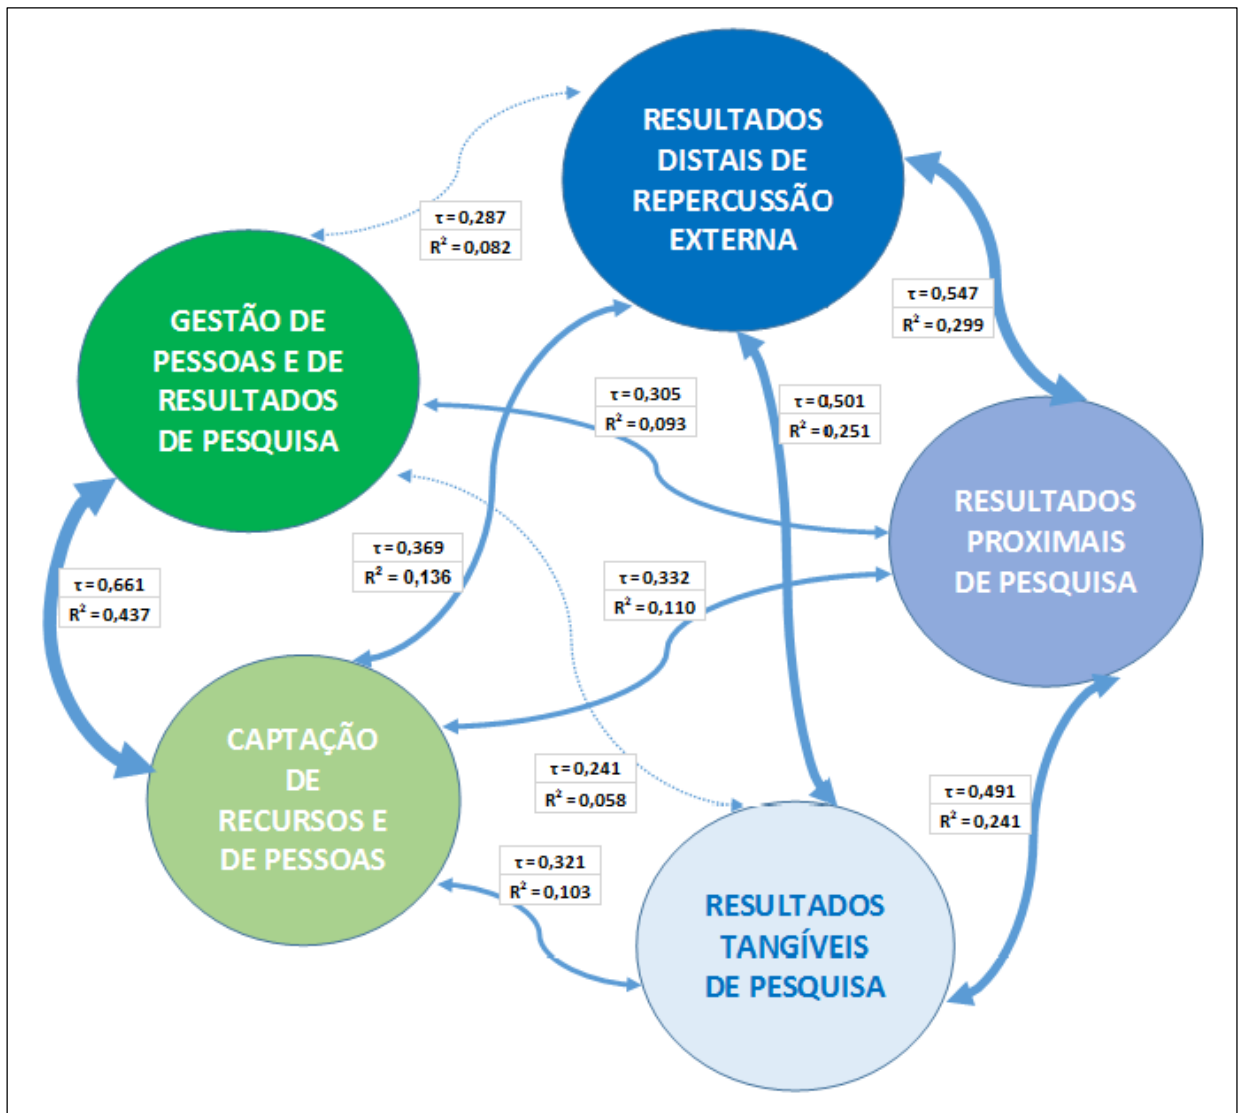 RESULTADOS
DISTAIS DE
REPERCUSSÃO
EXTERNA
τ = 0,287
R² = 0,082
τ = 0,547
R² = 0,299
GESTÃO DE
PESSOAS E DE
RESULTADOS
DE PESQUISA
τ = 0,305
R² = 0,093
τ = 0,501
R² = 0,251
RESULTADOS
PROXIMAIS
DE PESQUISA
τ = 0,369
R² = 0,136
τ = 0,332
R² = 0,110
τ = 0,661
R² = 0,437
CAPTAÇÃO
DE
RECURSOS E
DE PESSOAS
τ = 0,241
R² = 0,058
τ = 0,491
R² = 0,241
τ = 0,321
R² = 0,103
RESULTADOS
TANGÍVEIS
DE PESQUISA